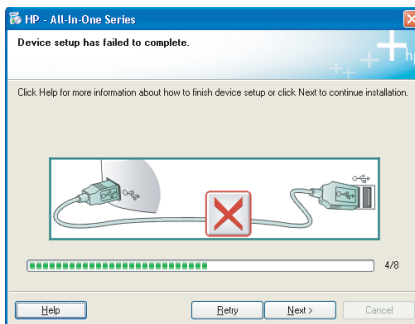 HP - All-In-One Series
Device setup has failed to complete.
hp
Click Help for more information about how to finish device setup or click Next to continue installation.
4/8
Help
Retry
Next >
Cancel